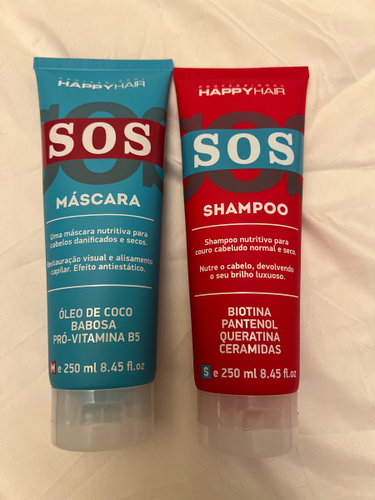 PROFESSIONAL
HAPPYHAIR
SOS
MÁSCARA
Uma máscara nutritiva para
cabelos danificados e secos.
Restauração visual e alisamento
capilar. Efeito antiestático.
ÓLEO DE COCO
BABOSA
PRÓ-VITAMINA B5
M e 250 ml 8.45 fl.oz
PROFESSIONAL
HAPPYHAIR
SOS
SHAMPOO
Shampoo nutritivo para
couro cabeludo normal e seco.
Nutre o cabelo, devolvendo
o seu brilho luxuoso.
BIOTINA
PANTENOL
QUERATINA
CERAMIDAS
S e 250 ml 8.45 fl.oz